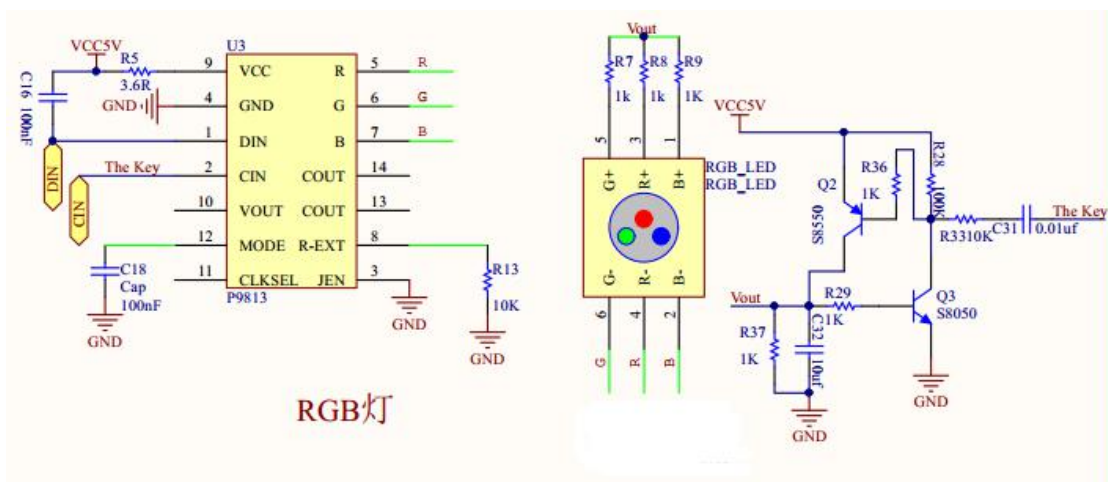 VCC5V
R5
3.6R
C16
100nF
GND
DIN
CIN
The Key
U3
9
4
1
2
10
12
11
VCC
GND
DIN
CIN
VOUT
MODE
CLKSEL
R
G
B
COUT
COUT
R-EXT
JEN
5
6
7
14
13
8
3
R
G
B
P9813
C18
Cap
100nF
GND
R13
10K
GND
GND
RGB灯
Vout
R7
R8
R9
1k
1k
1K
5
3
1
G+
R+
B+
RGB_LED
RGB_LED
G-
R-
B-
6
4
2
G
R
B
VCC5V
Q2
S8550
R36
1K
R28
100K
R33
10K
C31
0.01uf
The Key
Vout
R29
1K
Q3
S8050
R37
1K
C32
10uf
GND
GND